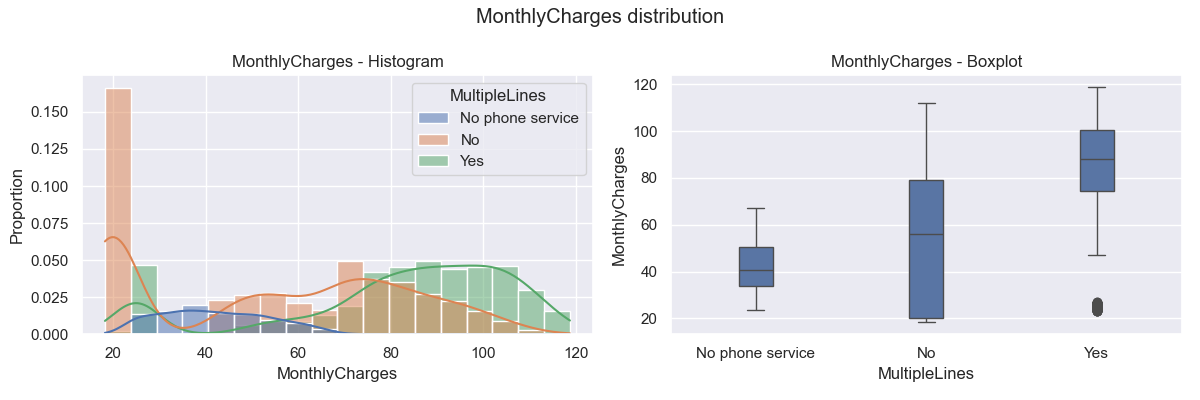 MonthlyCharges distribution
MonthlyCharges - Histogram
Proportion
0.150
0.125
0.100
0.075
0.050
0.025
0.000
20 40 60 80 100 120
MonthlyCharges
MultipleLines
No phone service
No
Yes
MonthlyCharges - Boxplot
MonthlyCharges
120
100
80
60
40
20
No phone service No Yes
MultipleLines